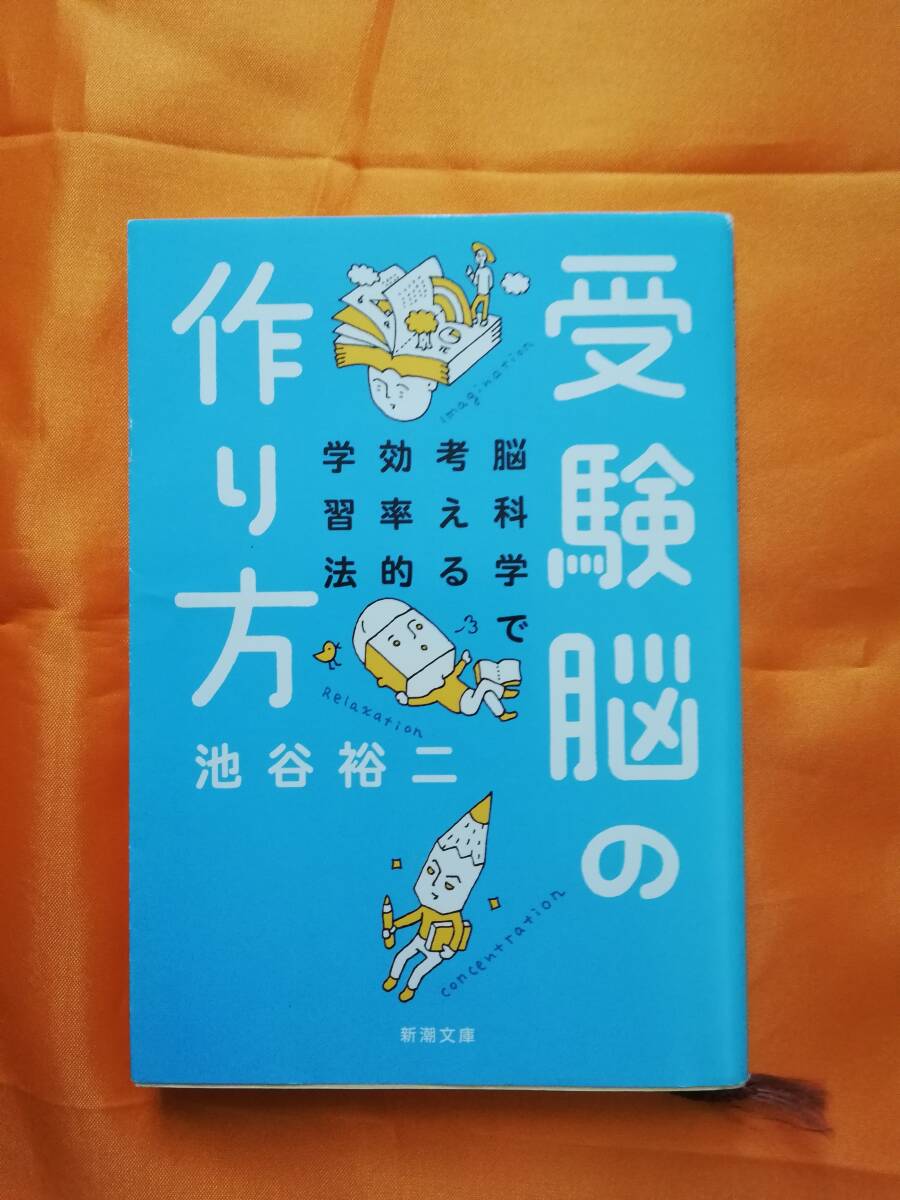 受験脳の
作り方
脳科学で
考える
効率的
学習法
imagination
Relaxation
池谷裕二
concentration
新潮文庫